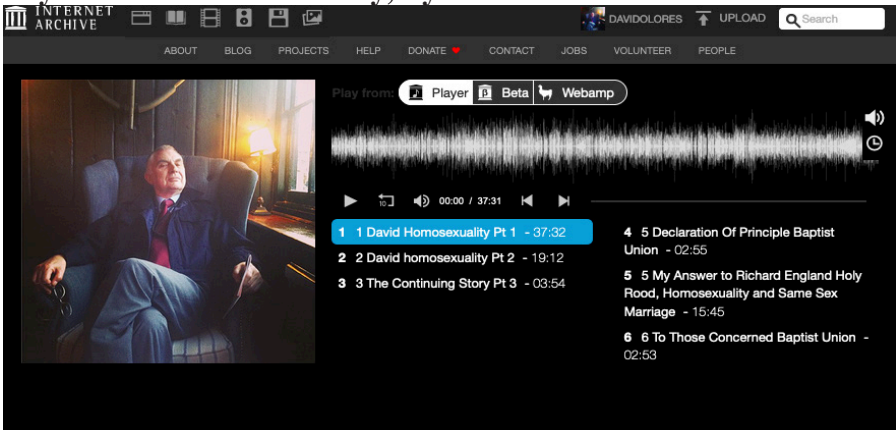 INTERNET
ARCHIVE
DAVIDOLORES
UPLOAD
Search
ABOUT BLOG PROJECTS HELP DONATE CONTACT JOBS VOLUNTEER PEOPLE
Play from: Player Beta Webamp
10
00:00 / 37:31
1 1 David Homosexuality Pt 1 - 37:32
2 2 David homosexuality Pt 2 - 19:12
3 3 The Continuing Story Pt 3 - 03:54
4 5 Declaration Of Principle Baptist
Union - 02:55
5 5 My Answer to Richard England Holy
Rood, Homosexuality and Same Sex
Marriage - 15:45
6 6 To Those Concerned Baptist Union -
02:53